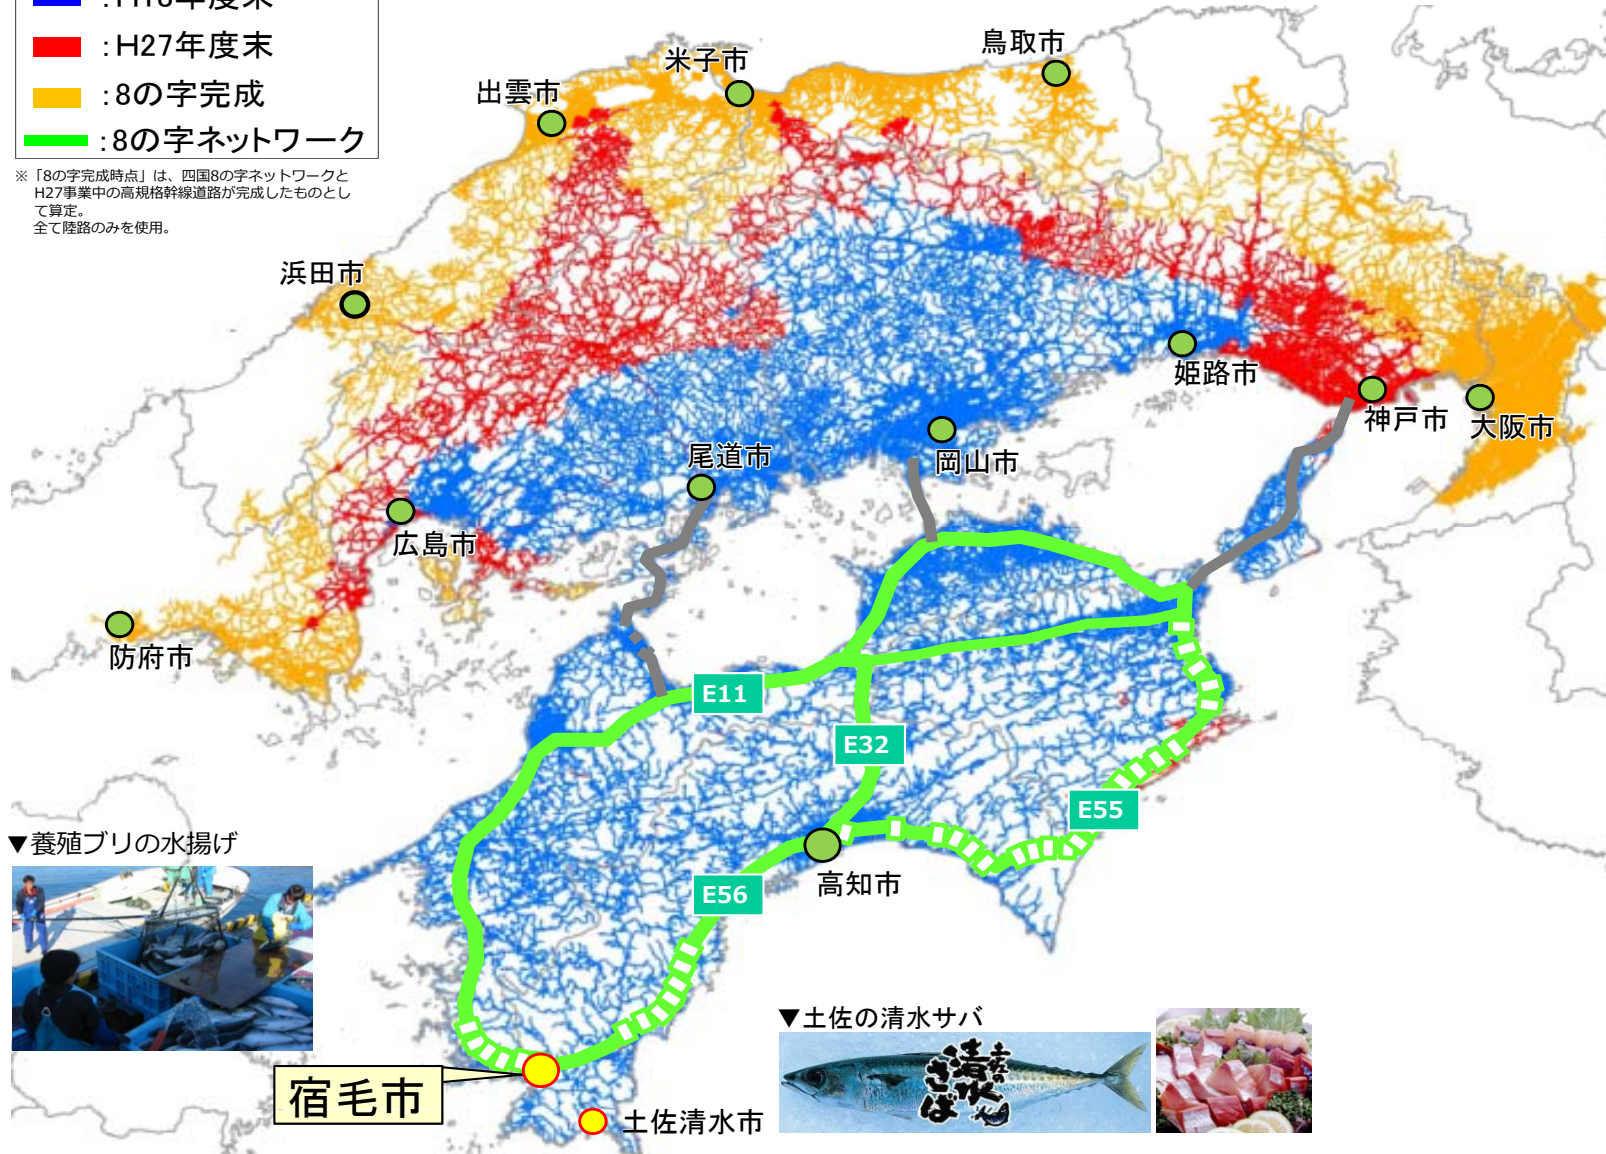 :H27年度末
:8の字完成
:8の字ネットワーク
※「8の字完成時点」は、四国8の字ネットワークと
H27事業中の高規格幹線道路が完成したものとし
て算定。
全て陸路のみを使用。
鳥取市
米子市
出雲市
浜田市
姫路市
神戸市
大阪市
岡山市
尾道市
広島市
防府市
E11
E32
E55
E56
高知市
▼養殖ブリの水揚げ
宿毛市
土佐清水市
▼土佐の清水サバ
土佐の
清水
さば